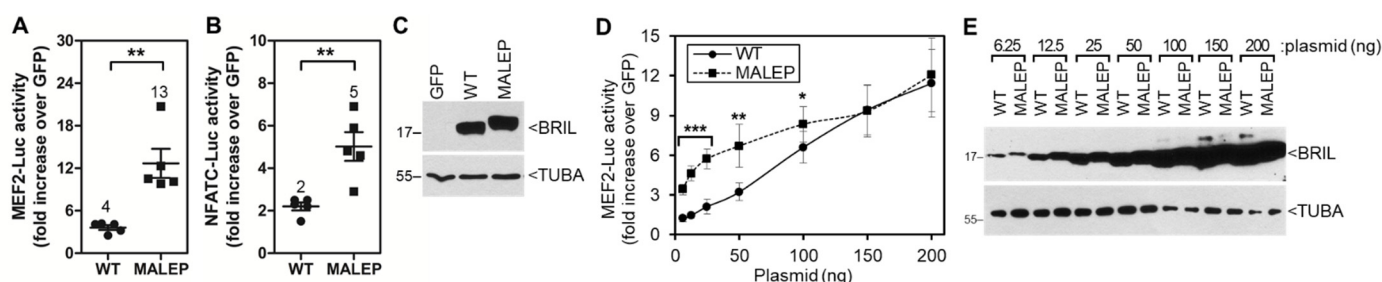 A
MEF2-Luc activity
(fold increase over GFP)
30
24
18
12
6
0
**
4
13
WT MALEP
B
NFATC-Luc activity
(fold increase over GFP)
10
8
6
4
2
0
**
2
5
WT MALEP
C
GFP
WT
MALEP
17–
<BRIL
55–
<TUBA
D
MEF2-Luc activity
(fold increase over GFP)
15
12
9
6
3
0
WT
MALEP
***
**
*
0 50 100 150 200
Plasmid (ng)
E
6.25 12.5 25 50 100 150 200 :plasmid (ng)
WT MALEP WT MALEP WT MALEP WT MALEP WT MALEP WT MALEP WT MALEP
17–
<BRIL
55–
<TUBA